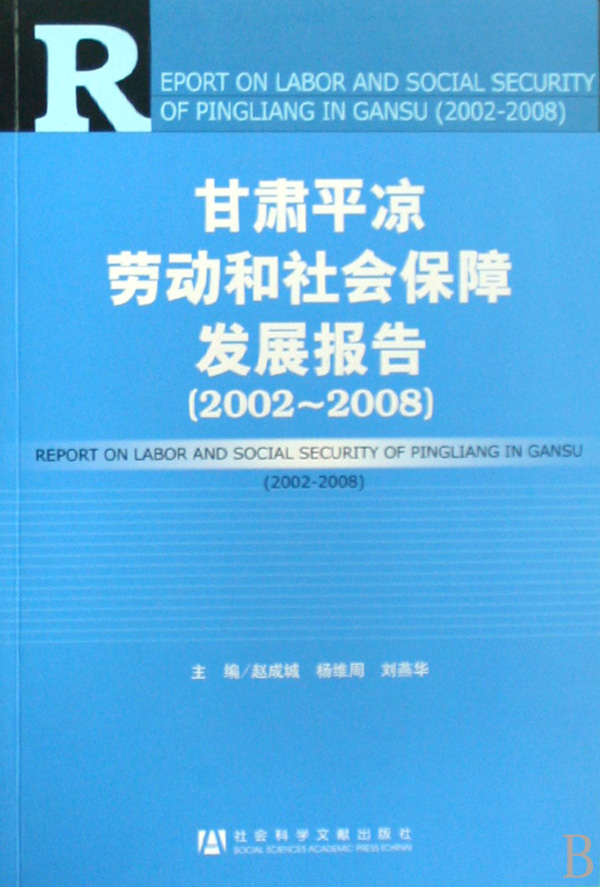 REPORT ON LABOR AND SOCIAL SECURITY
OF PINGLIANG IN GANSU (2002-2008)
甘肃平凉
劳动和社会保障
发展报告
(2002～2008)
REPORT ON LABOR AND SOCIAL SECURITY OF PINGLIANG IN GANSU
(2002-2008)
主 编/赵成城 杨维周 刘燕华
社会科学文献出版社
SOCIAL SCIENCES ACADEMIC PRESS (CHINA)
B